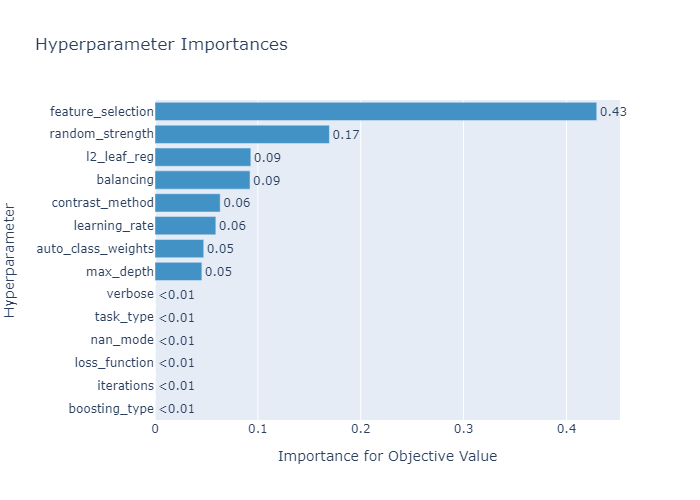 Hyperparameter Importances
Hyperparameter
feature_selection 0.43
random_strength 0.17
l2_leaf_reg 0.09
balancing 0.09
contrast_method 0.06
learning_rate 0.06
auto_class_weights 0.05
max_depth 0.05
verbose <0.01
task_type <0.01
nan_mode <0.01
loss_function <0.01
iterations <0.01
boosting_type <0.01
0 0.1 0.2 0.3 0.4
Importance for Objective Value